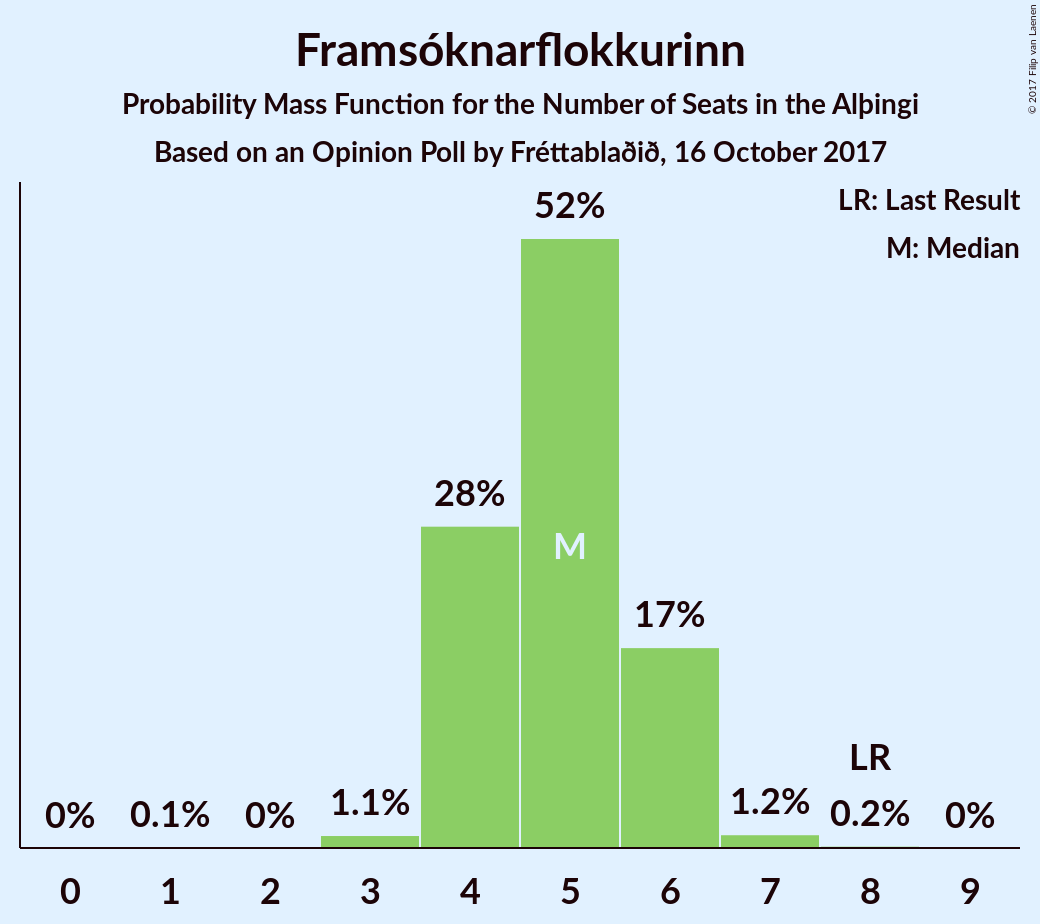 Framsóknarflokkurinn
Probability Mass Function for the Number of Seats in the Alþingi
Based on an Opinion Poll by Fréttablaðið, 16 October 2017
© 2017 Filip van Laenen
LR: Last Result
M: Median
52%
28%
M
17%
LR
0%
0.1%
0%
1.1%
1.2%
0.2%
0%
0 1 2 3 4 5 6 7 8 9